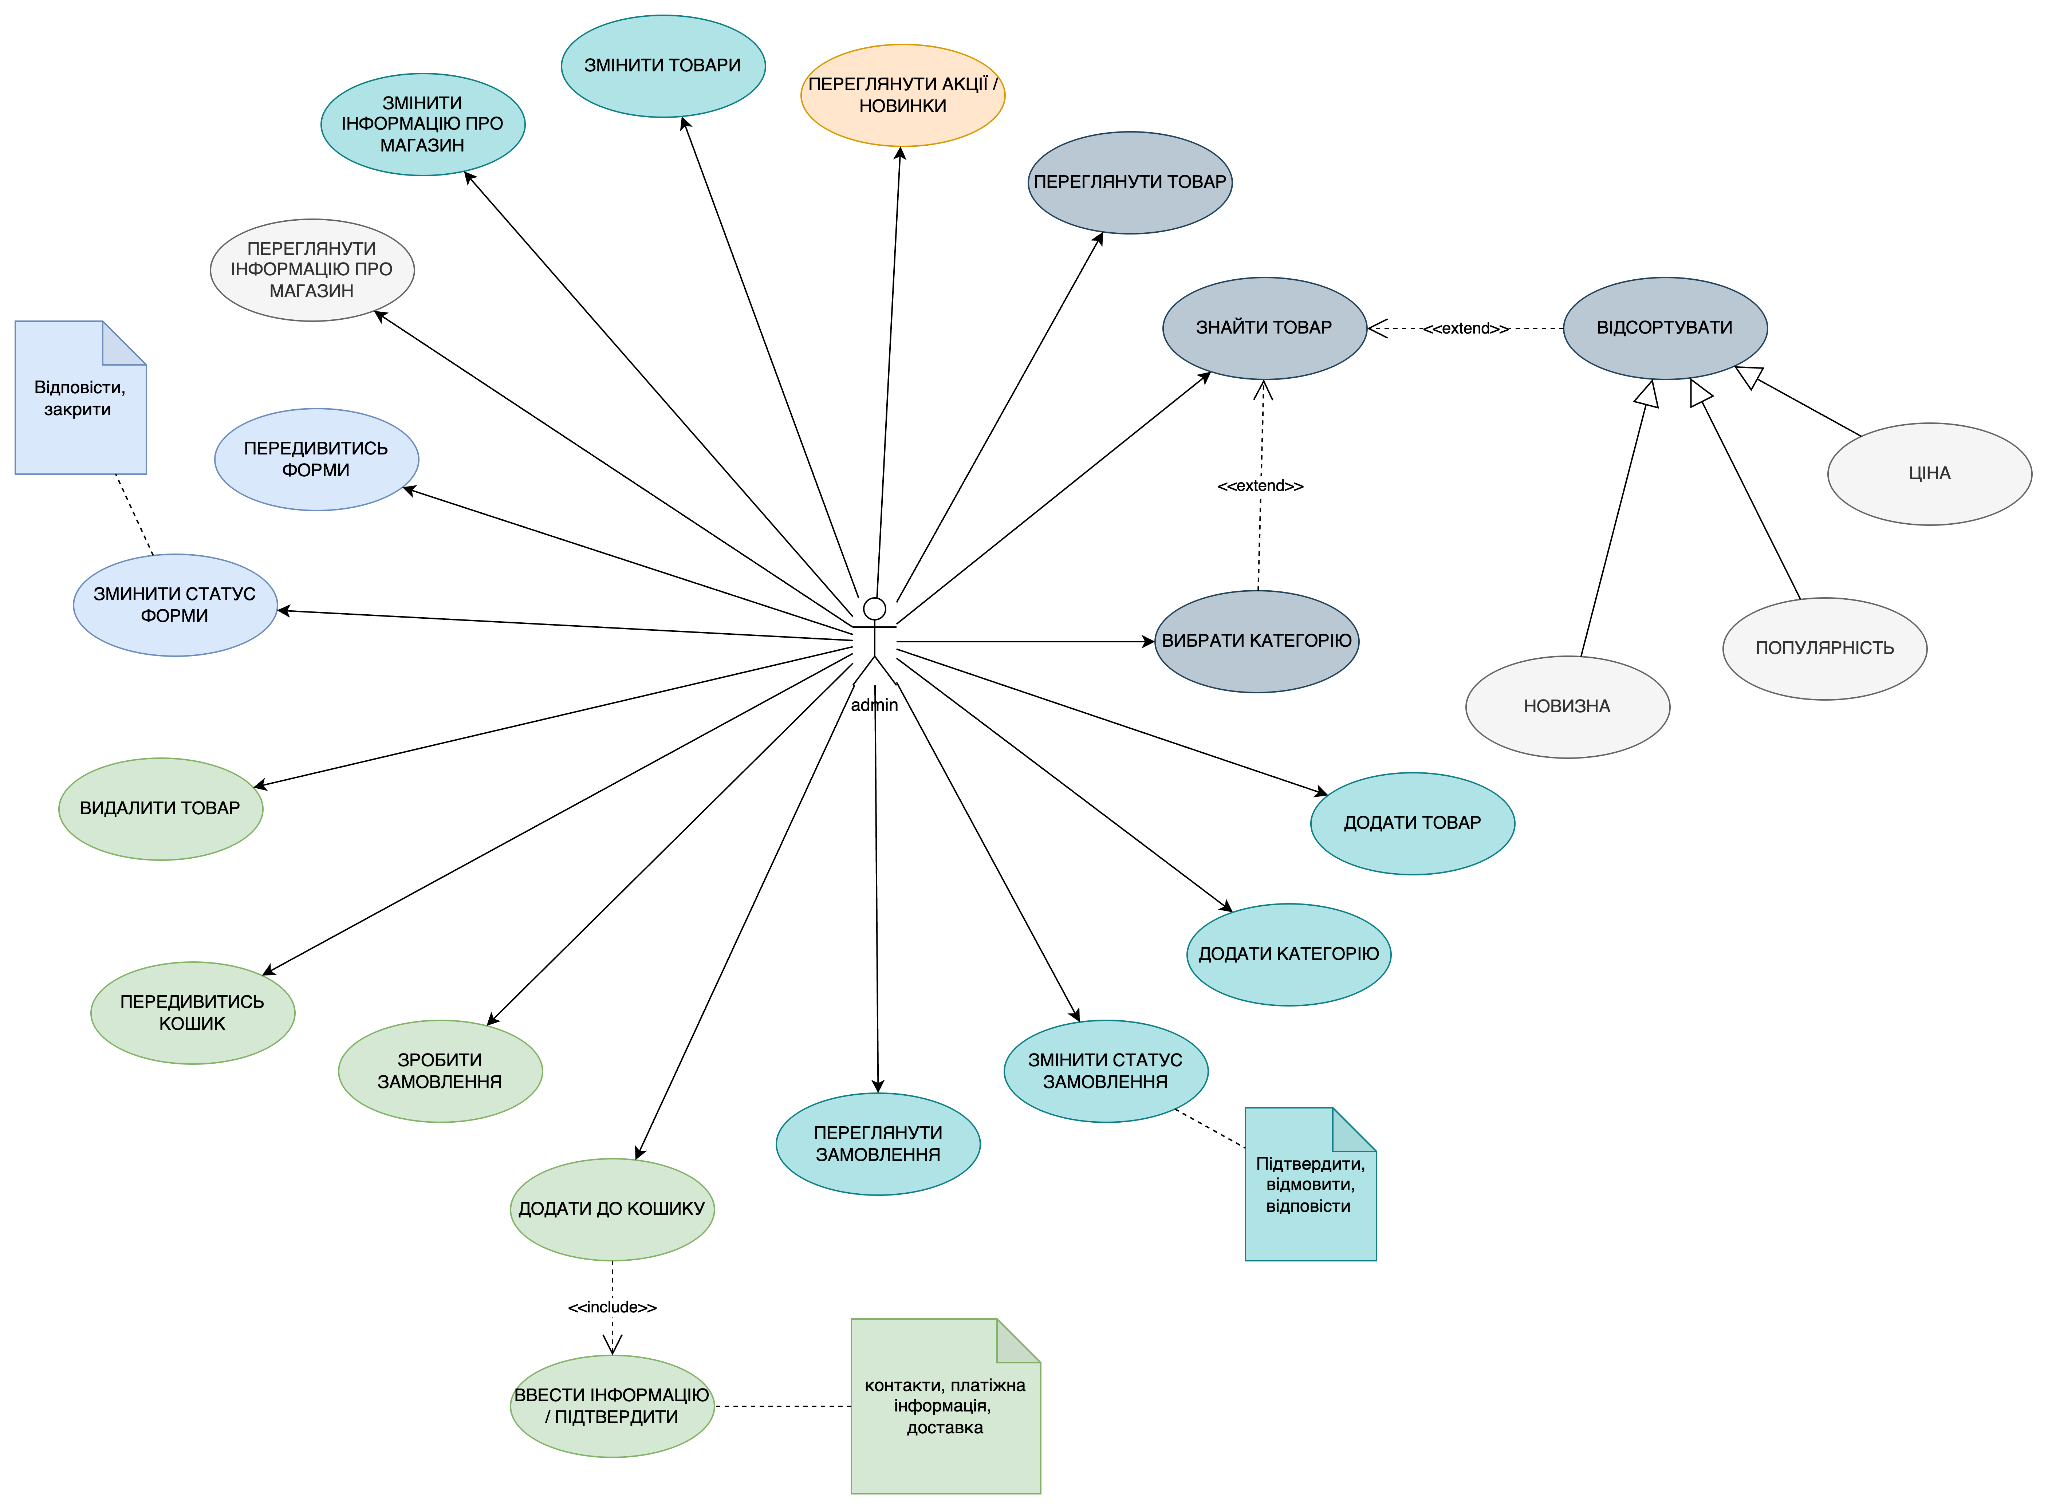 ЗМІНИТИ ТОВАРИ
ПЕРЕГЛЯНУТИ АКЦІЇ /
НОВИНКИ
ЗМІНИТИ
ІНФОРМАЦІЮ ПРО
МАГАЗИН
ПЕРЕГЛЯНУТИ ТОВАР
ПЕРЕГЛЯНУТИ
ІНФОРМАЦІЮ ПРО
МАГАЗИН
ЗНАЙТИ ТОВАР
<<extend>>
ВІДСОРТУВАТИ
Відповісти,
закрити
ПЕРЕДИВИТИСЬ
ФОРМИ
ЦІНА
<<extend>>
ЗМИНИТИ СТАТУС
ФОРМИ
ВИБРАТИ КАТЕГОРІЮ
ПОПУЛЯРНІСТЬ
НОВИЗНА
admin
ВИДАЛИТИ ТОВАР
ДОДАТИ ТОВАР
ДОДАТИ КАТЕГОРІЮ
ПЕРЕДИВИТИСЬ
КОШИК
ЗРОБИТИ
ЗАМОВЛЕННЯ
ЗМІНИТИ СТАТУС
ЗАМОВЛЕННЯ
ПЕРЕГЛЯНУТИ
ЗАМОВЛЕННЯ
Підтвердити,
відмовити,
відповісти
ДОДАТИ ДО КОШИКУ
<<include>>
ВВЕСТИ ІНФОРМАЦІЮ
/ ПІДТВЕРДИТИ
контакти, платіжна
інформація,
доставка